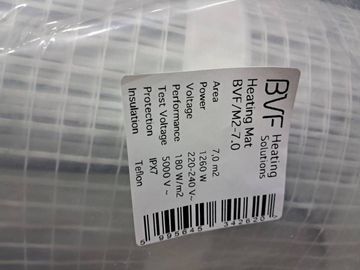 BVF Heating
Solutions
Heating Mat
BVF/M2-7.0
Area 7,0 m2
Power 1260 W
Voltage 220-240 V~
Performance 180 W/m2
Test Voltage 5000 V~
Protection IPX7
Insulation Teflon